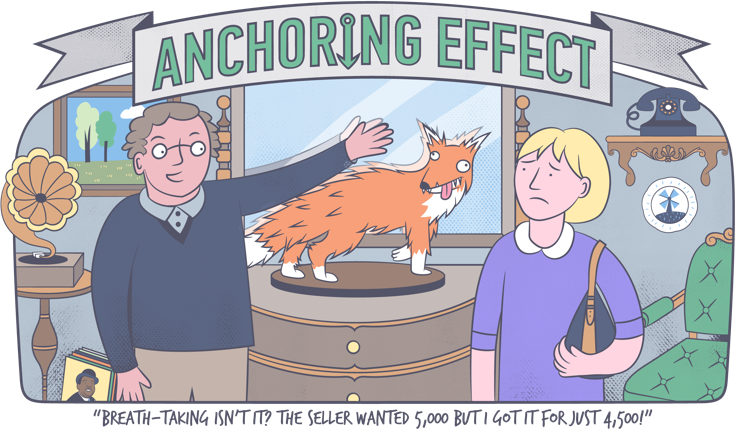 ANCHORING EFFECT
"BREATH-TAKING ISN'T IT? THE SELLER WANTED 5,000 BUT I GOT IT FOR JUST 4,500!"